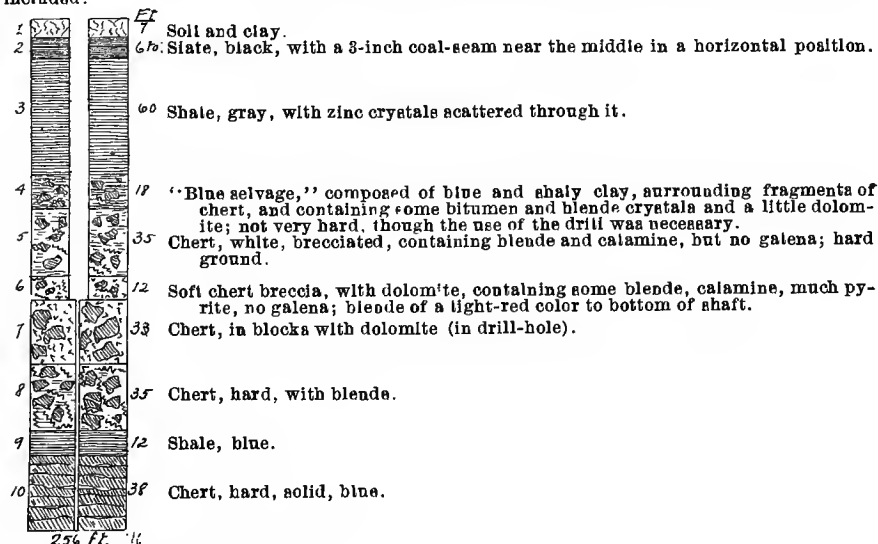 included:
Ft
1 7 Soil and clay.
2 6 to: Slate, black, with a 3-inch coal-seam near the middle in a horizontal position.
3 60 Shale, gray, with zinc crystals scattered through it.
4 18 "Blue selvage," composed of blue and shaly clay, surrounding fragments of
chert, and containing some bitumen and blende crystals and a little dolom-
ite; not very hard, though the use of the drill was necessary.
5 35 Chert, white, brecciated, containing blende and calamine, but no galena; hard
ground.
6 12 Soft chert breccia, with dolomite, containing some blende, calamine, much py-
rite, no galena; blende of a light-red color to bottom of shaft.
7 33 Chert, in blocks with dolomite (in drill-hole).
8 35 Chert, hard, with blende.
9 12 Shale, blue.
10 38 Chert, hard, solid, blue.
256 ft.